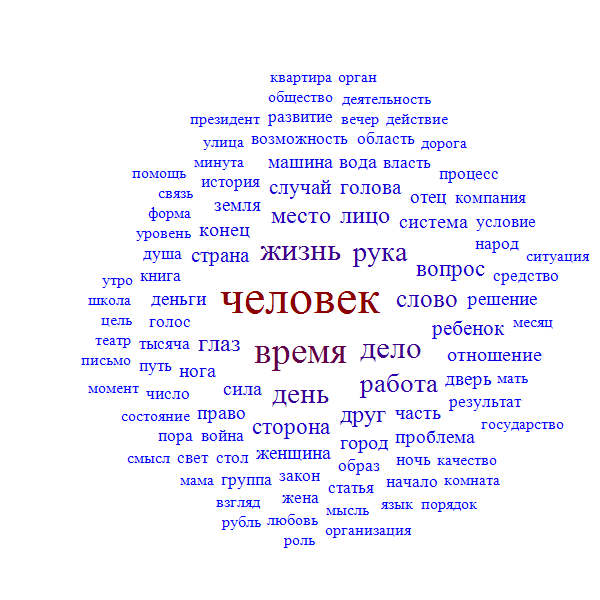 квартира орган
общество деятельность
президент развитие вечер действие
улица возможность область дорога
минута машина вода власть
помощь история случай голова процесс
связь земля место лицо отец компания
форма конец система условие
уровень страна жизнь рука народ
душа вопрос ситуация
утро книга средство
школа деньги человек слово решение
цель голос ребенок месяц
театр тысяча глаз время дело отношение
письмо путь нога работа дверь мать
момент число сила день результат
состояние право друг часть государство
пора война сторона город проблема
смысл свет стол женщина образ ночь качество
мама группа закон статья начало комната
взгляд жена мысль язык порядок
рубль любовь организация
роль